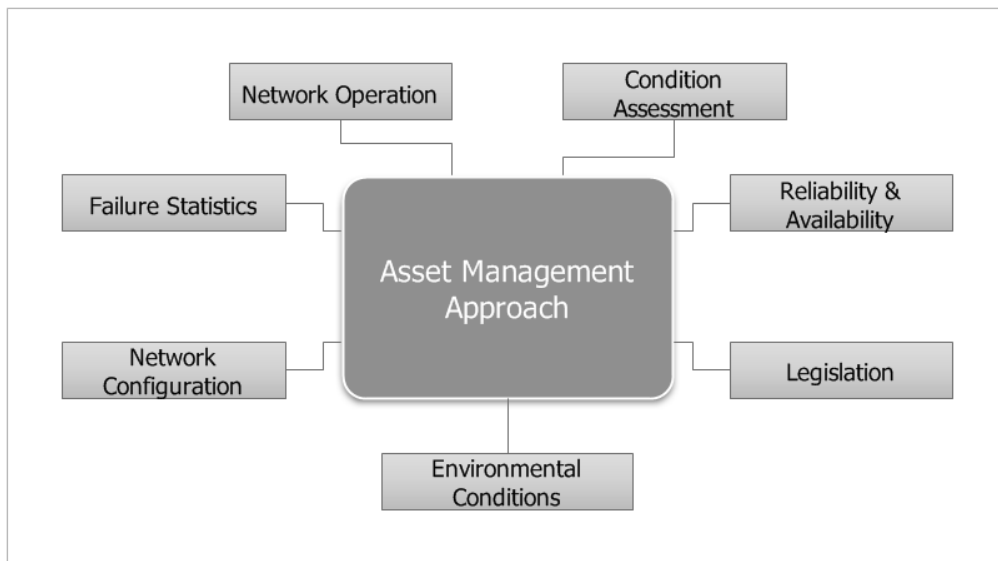 Network Operation
Condition
Assessment
Failure Statistics
Reliability &
Availability
Asset Management
Approach
Network
Configuration
Legislation
Environmental
Conditions